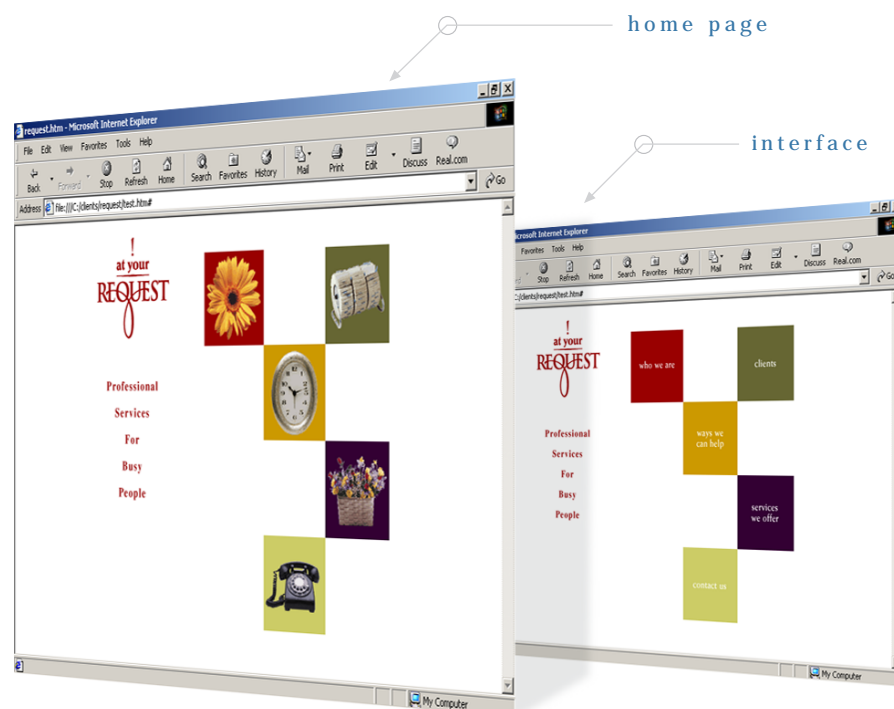 home page
interface
request.htm - Microsoft Internet Explorer
File Edit View Favorites Tools Help
Back Forward Stop Refresh Home Search Favorites History Mail Print Edit Discuss Real.com
Address file:///C:/clients/request/test.htm# Go
!
at your
REQUEST
Professional
Services
For
Busy
People
My Computer
crosoft Internet Explorer
Favorites Tools Help
Stop Refresh Home Search Favorites History Mail Print Edit Discuss Real.com
C:/clients/request/test.htm# Go
!
at your
REQUEST
Professional
Services
For
Busy
People
who we are
clients
ways we
can help
services
we offer
contact us
My Computer